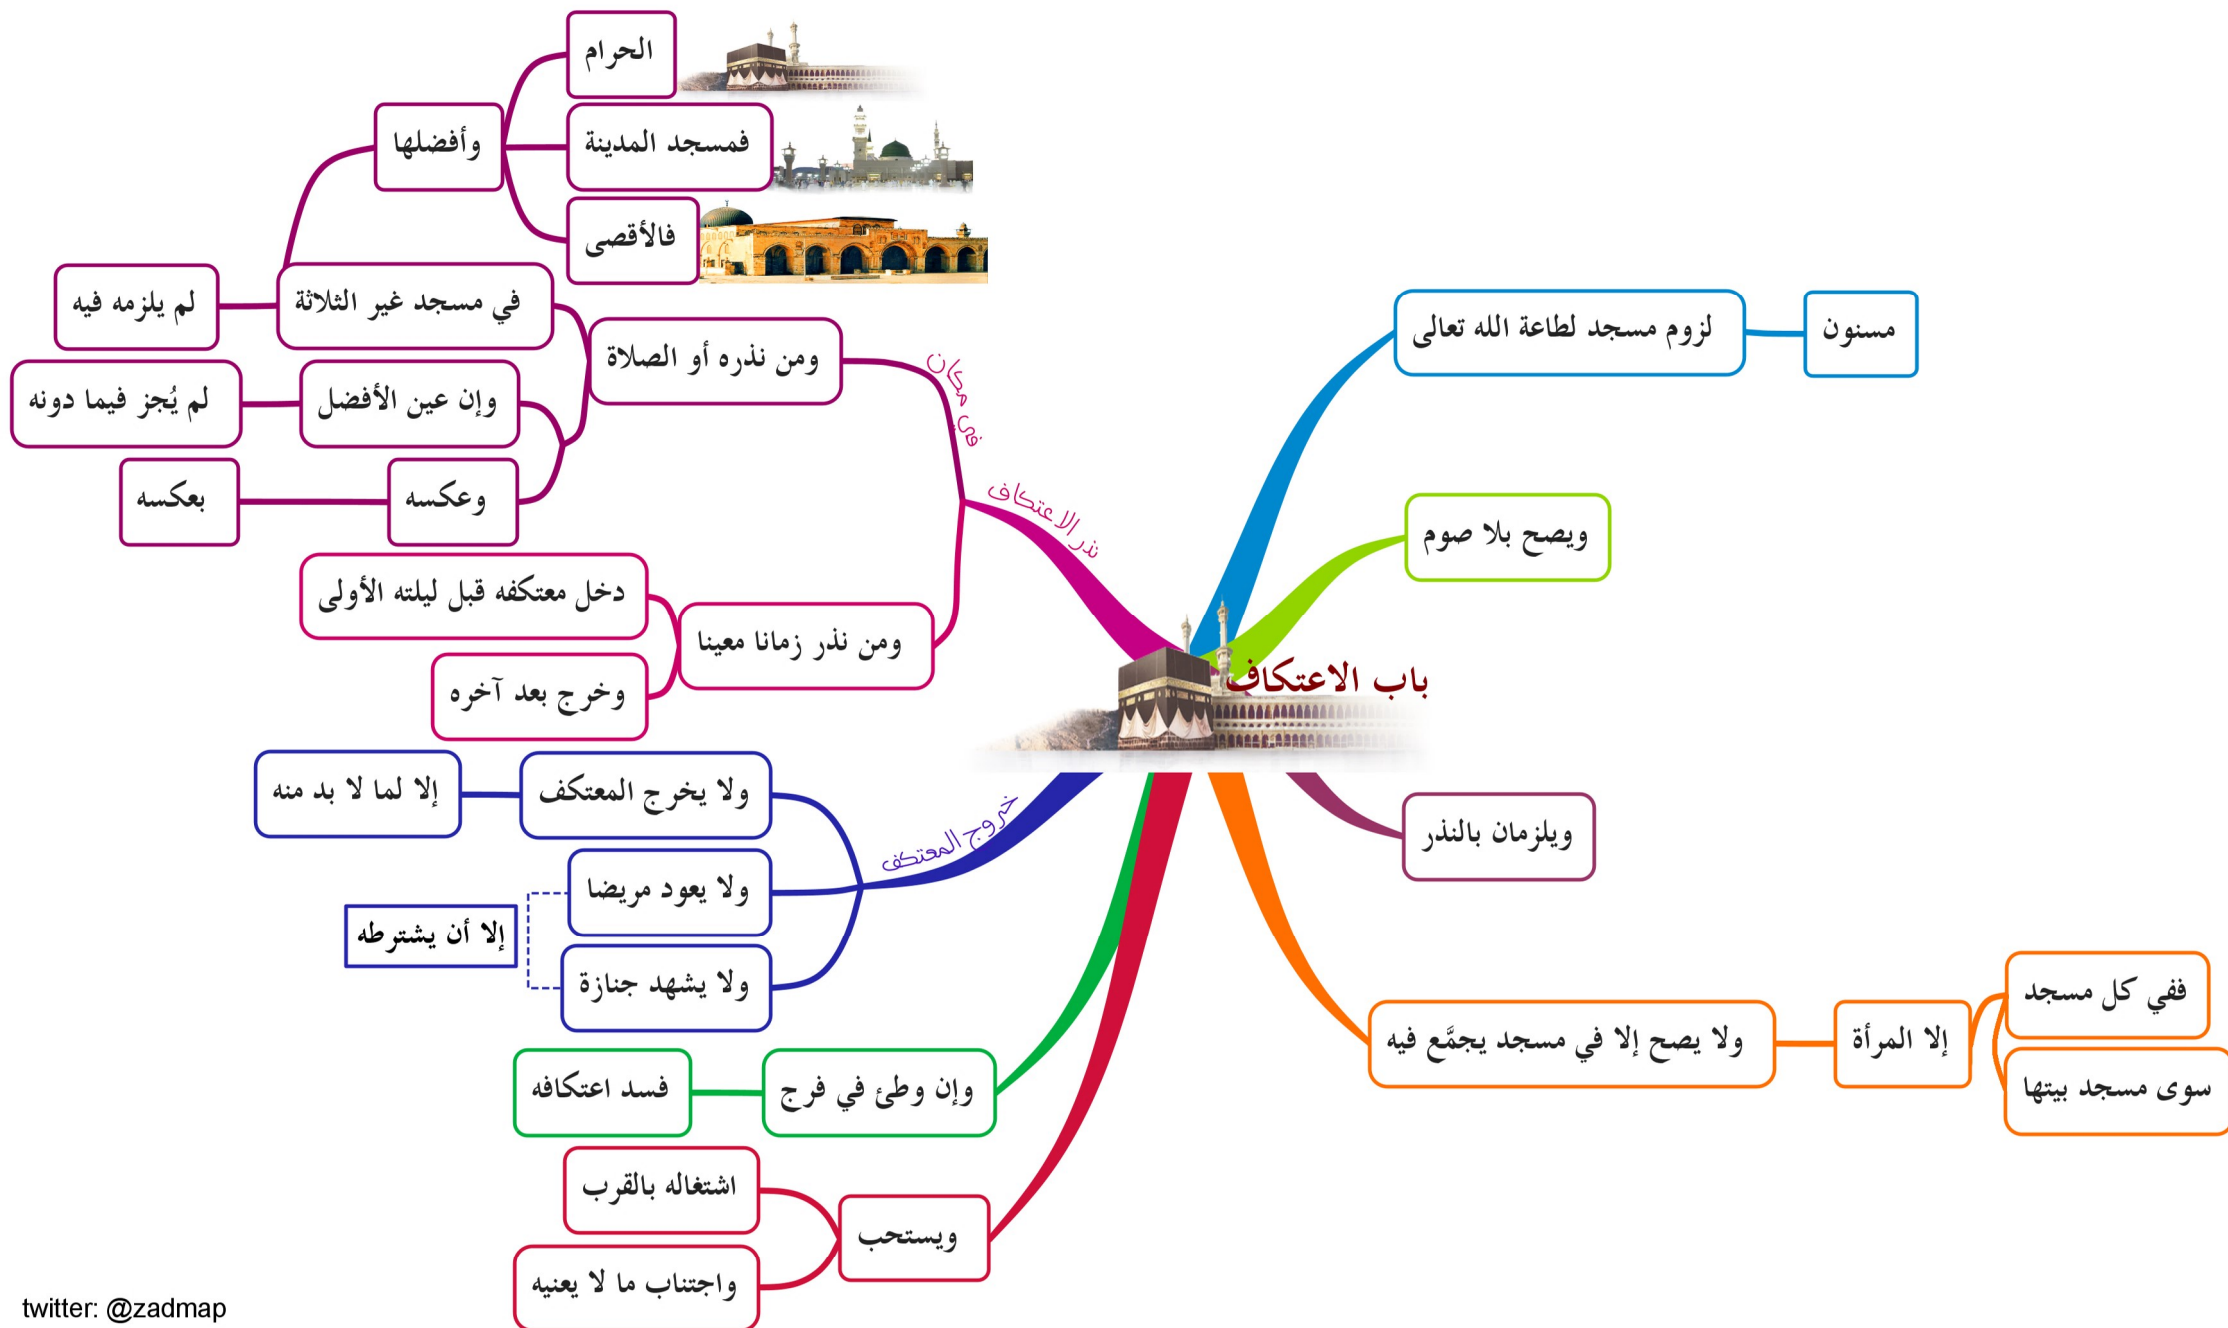 باب الاعتكاف
لزوم مسجد لطاعة الله تعالى
مسنون
ويصح بلا صوم
ويلزمان بالنذر
ولا يصح إلا في مسجد يجمَّع فيه
إلا المرأة
ففي كل مسجد
سوى مسجد بيتها
نذر الاعتكاف
في مكان
ومن نذره أو الصلاة
في مسجد غير الثلاثة
لم يلزمه فيه
وأفضلها
الحرام
فمسجد المدينة
فالأقصى
وإن عين الأفضل
لم يُجز فيما دونه
وعكسه
بعكسه
ومن نذر زمانا معينا
دخل معتكفه قبل ليلته الأولى
وخرج بعد آخره
خروج المعتكف
ولا يخرج المعتكف
إلا لما لا بد منه
ولا يعود مريضا
ولا يشهد جنازة
إلا أن يشترطه
وإن وطئ في فرج
فسد اعتكافه
ويستحب
اشتغاله بالقرب
واجتناب ما لا يعنيه
twitter: @zadmap